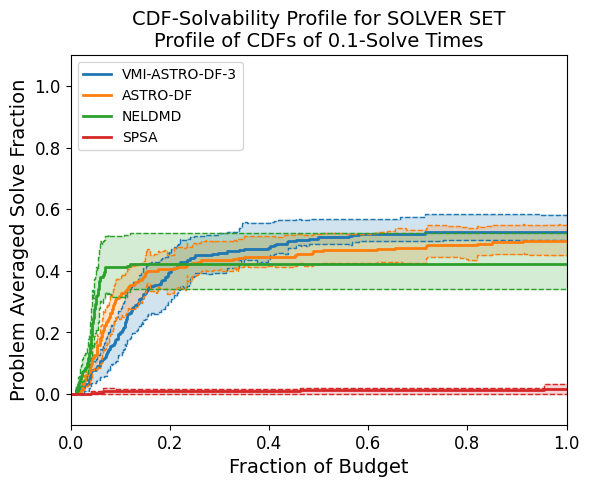 CDF-Solvability Profile for SOLVER SET
Profile of CDFs of 0.1-Solve Times
Problem Averaged Solve Fraction
1.0
0.8
0.6
0.4
0.2
0.0
VMI-ASTRO-DF-3
ASTRO-DF
NELDMD
SPSA
0.0 0.2 0.4 0.6 0.8 1.0
Fraction of Budget